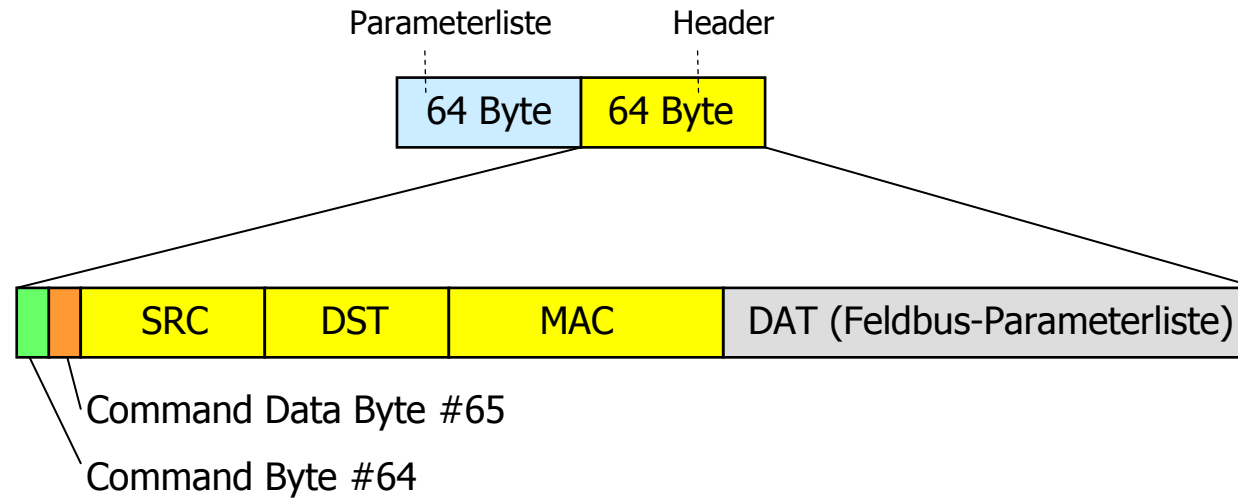 Parameterliste
Header
64 Byte
64 Byte
SRC
DST
MAC
DAT (Feldbus-Parameterliste)
Command Data Byte #65
Command Byte #64